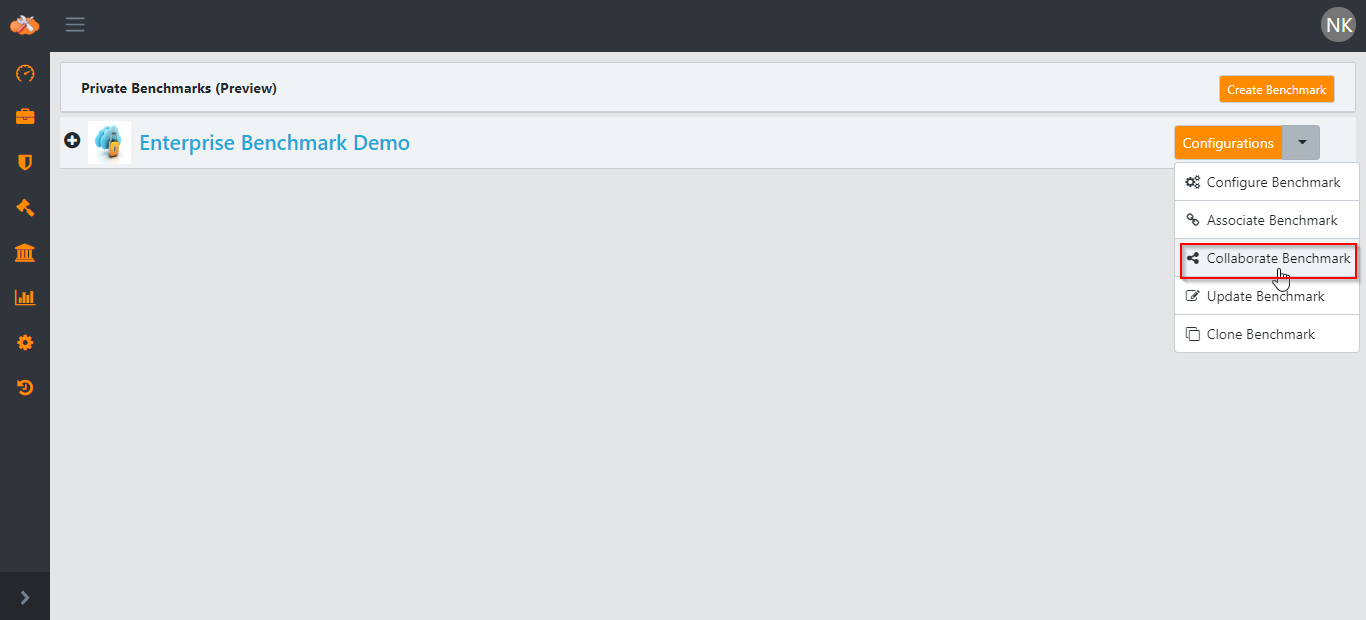 NK
Private Benchmarks (Preview)
Create Benchmark
Enterprise Benchmark Demo
Configurations
Configure Benchmark
Associate Benchmark
Collaborate Benchmark
Update Benchmark
Clone Benchmark